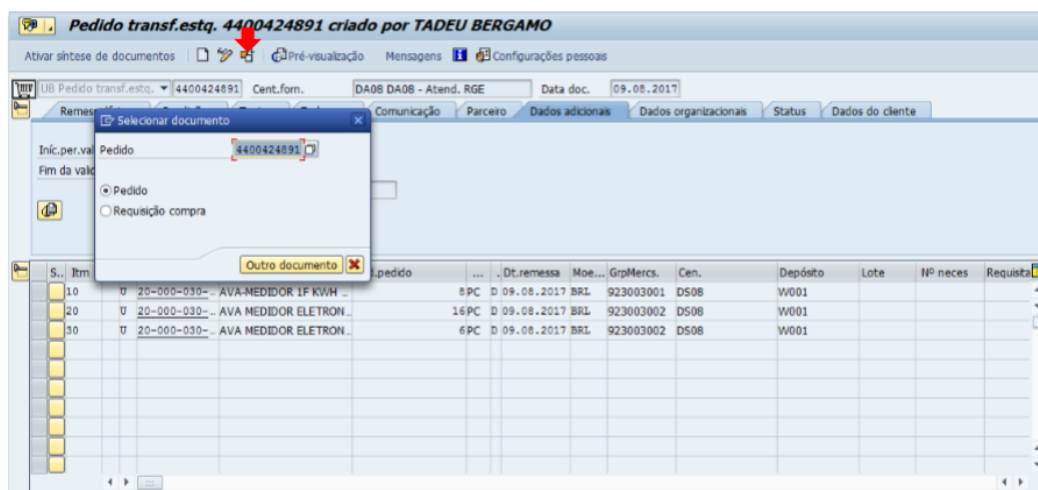 Pedido transf.estq. 4400424891 criado por TADEU BERGAMO
Ativar síntese de documentos Pré-visualização Mensagens Configurações pessoais
UB Pedido transf.estq. 4400424891 Cent.forn. DA08 DA08 - Atend. RGE Data doc. 09.08.2017
Comunicação Parceiro Dados adicionais Dados organizacionais Status Dados do cliente
Selecionar documento
Iníc.per.val
Pedido 4400424891
Fim da valid
Pedido
Requisição compra
Outro documento
S.. Itm .pedido ... . Dt.remessa Moe... GrpMercs. Cen. Depósito Lote Nº neces Requisita
10 U 20-000-030-.. AVA-MEDIDOR 1F KWH .. 8 PC D 09.08.2017 BRL 923003001 DS08 W001
20 U 20-000-030-.. AVA MEDIDOR ELETRON.. 16 PC D 09.08.2017 BRL 923003002 DS08 W001
30 U 20-000-030-.. AVA MEDIDOR ELETRON.. 6 PC D 09.08.2017 BRL 923003002 DS08 W001